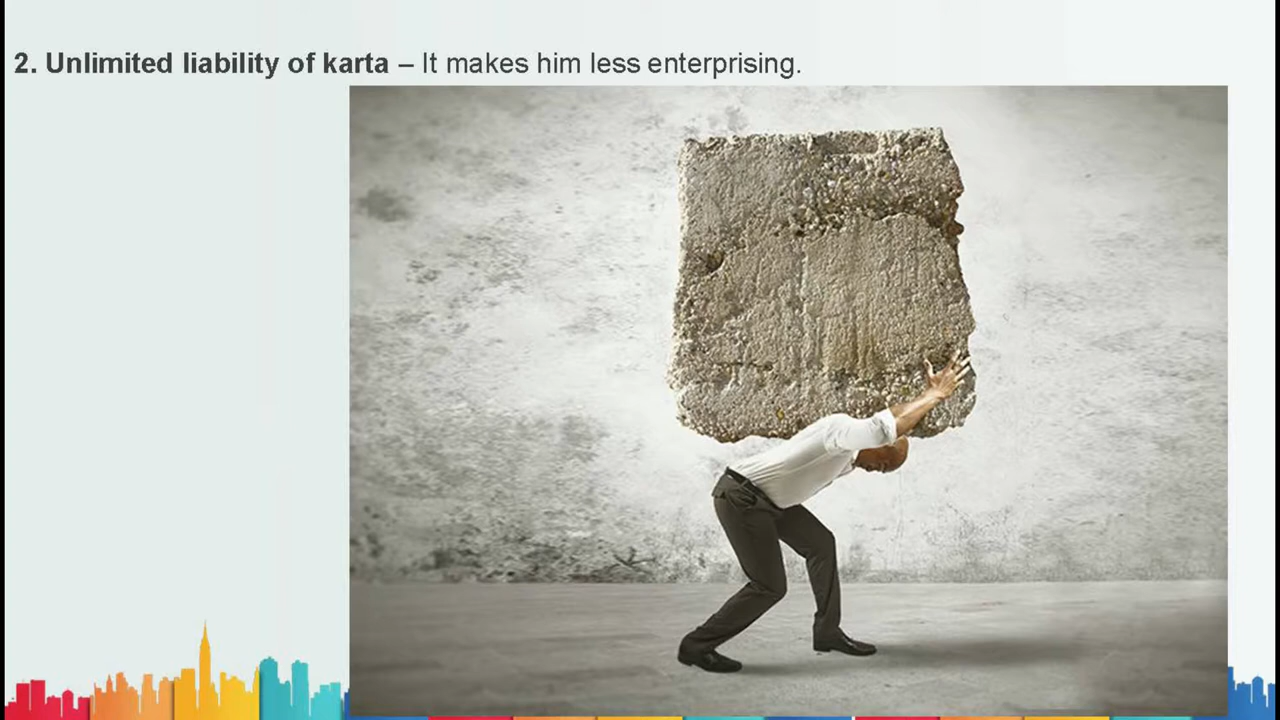 2. Unlimited liability of karta – It makes him less enterprising.